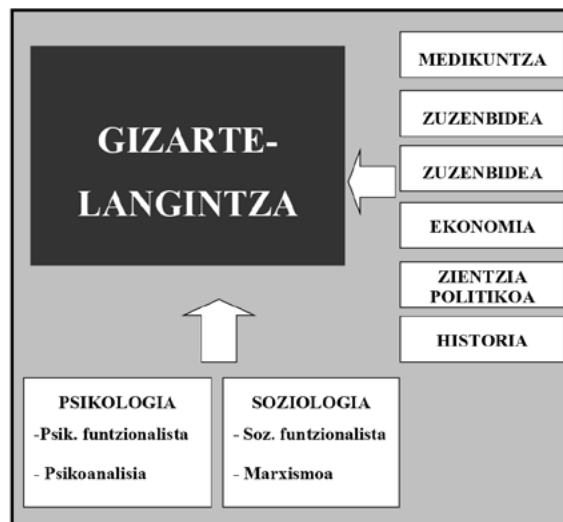 GIZARTE-
LANGINTZA
MEDIKUNTZA
ZUZENBIDEA
ZUZENBIDEA
EKONOMIA
ZIENTZIA
POLITIKOA
HISTORIA
PSIKOLOGIA
-Psik. funtzionalista
- Psikoanalisia
SOZIOLOGIA
- Soz. funtzionalista
- Marxismoa